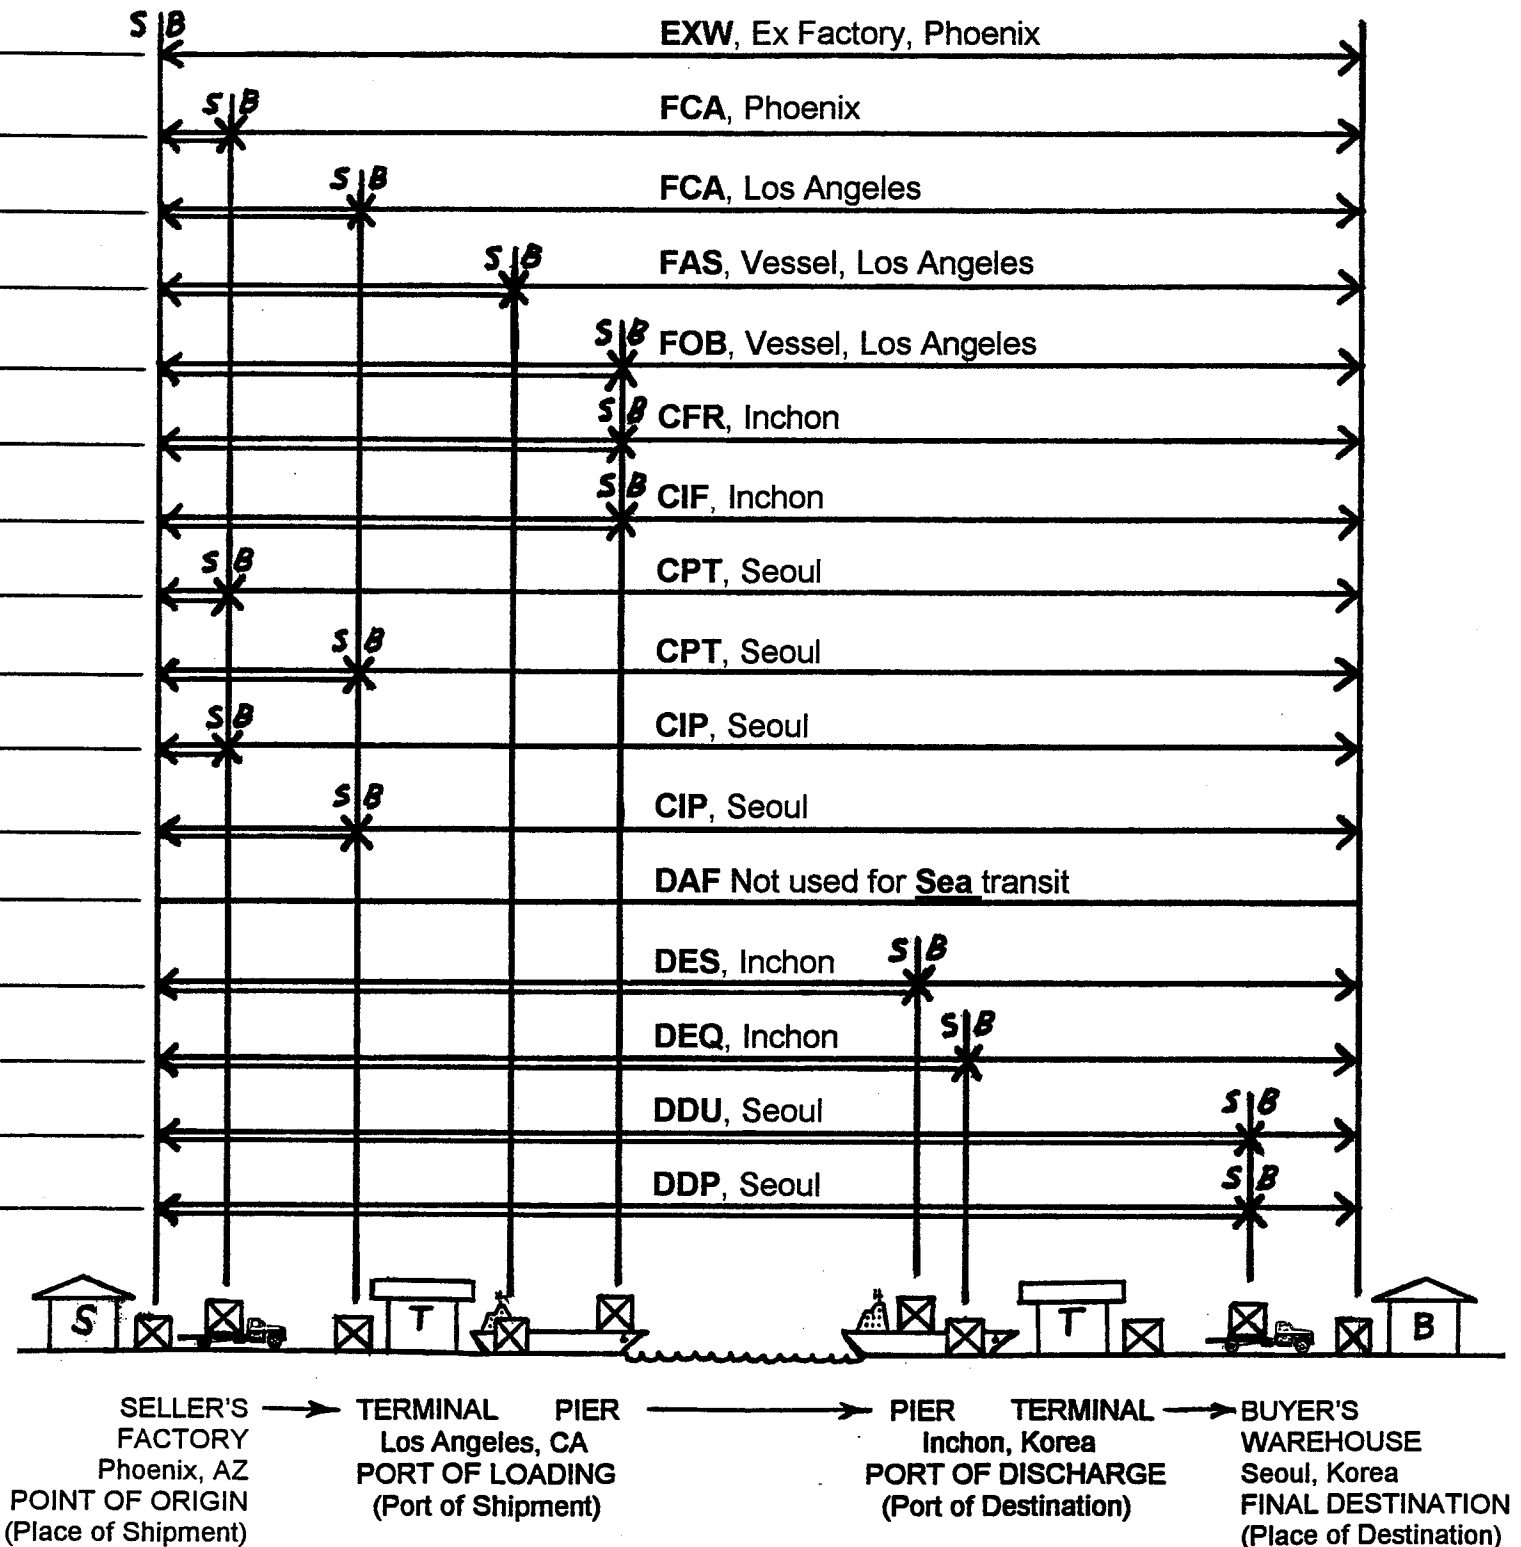 S B
EXW, Ex Factory, Phoenix
S B
FCA, Phoenix
S B
FCA, Los Angeles
S B
FAS, Vessel, Los Angeles
S B
FOB, Vessel, Los Angeles
S B
CFR, Inchon
S B
CIF, Inchon
S B
CPT, Seoul
S B
CPT, Seoul
S B
CIP, Seoul
S B
CIP, Seoul
DAF Not used for Sea transit
S B
DES, Inchon
S B
DEQ, Inchon
S B
DDU, Seoul
S B
DDP, Seoul
S T T B
SELLER'S
FACTORY
Phoenix, AZ
POINT OF ORIGIN
(Place of Shipment)
TERMINAL PIER
Los Angeles, CA
PORT OF LOADING
(Port of Shipment)
PIER TERMINAL
Inchon, Korea
PORT OF DISCHARGE
(Port of Destination)
BUYER'S
WAREHOUSE
Seoul, Korea
FINAL DESTINATION
(Place of Destination)